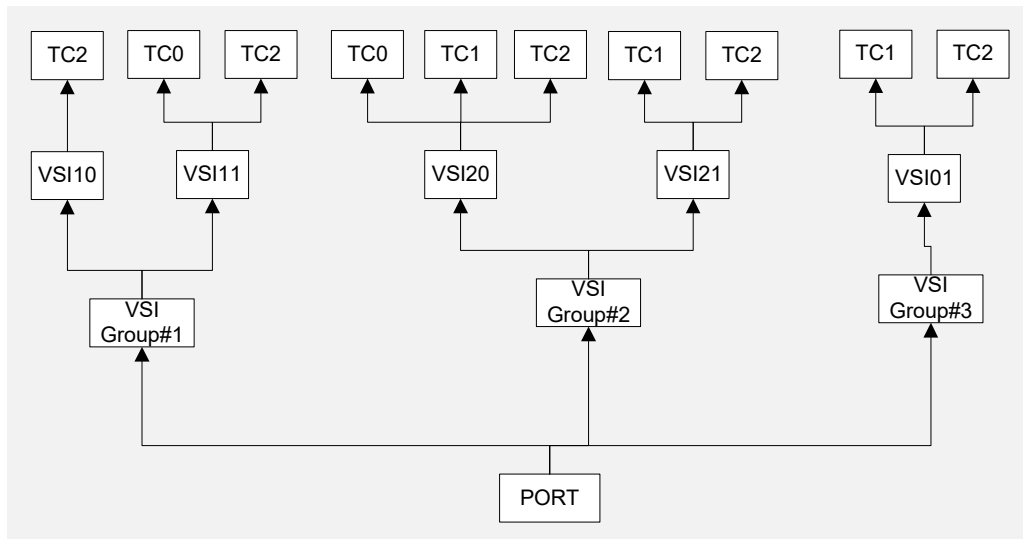 TC2
TC0
TC2
TC0
TC1
TC2
TC1
TC2
TC1
TC2
VSI10
VSI11
VSI20
VSI21
VSI01
VSI
Group#1
VSI
Group#2
VSI
Group#3
PORT